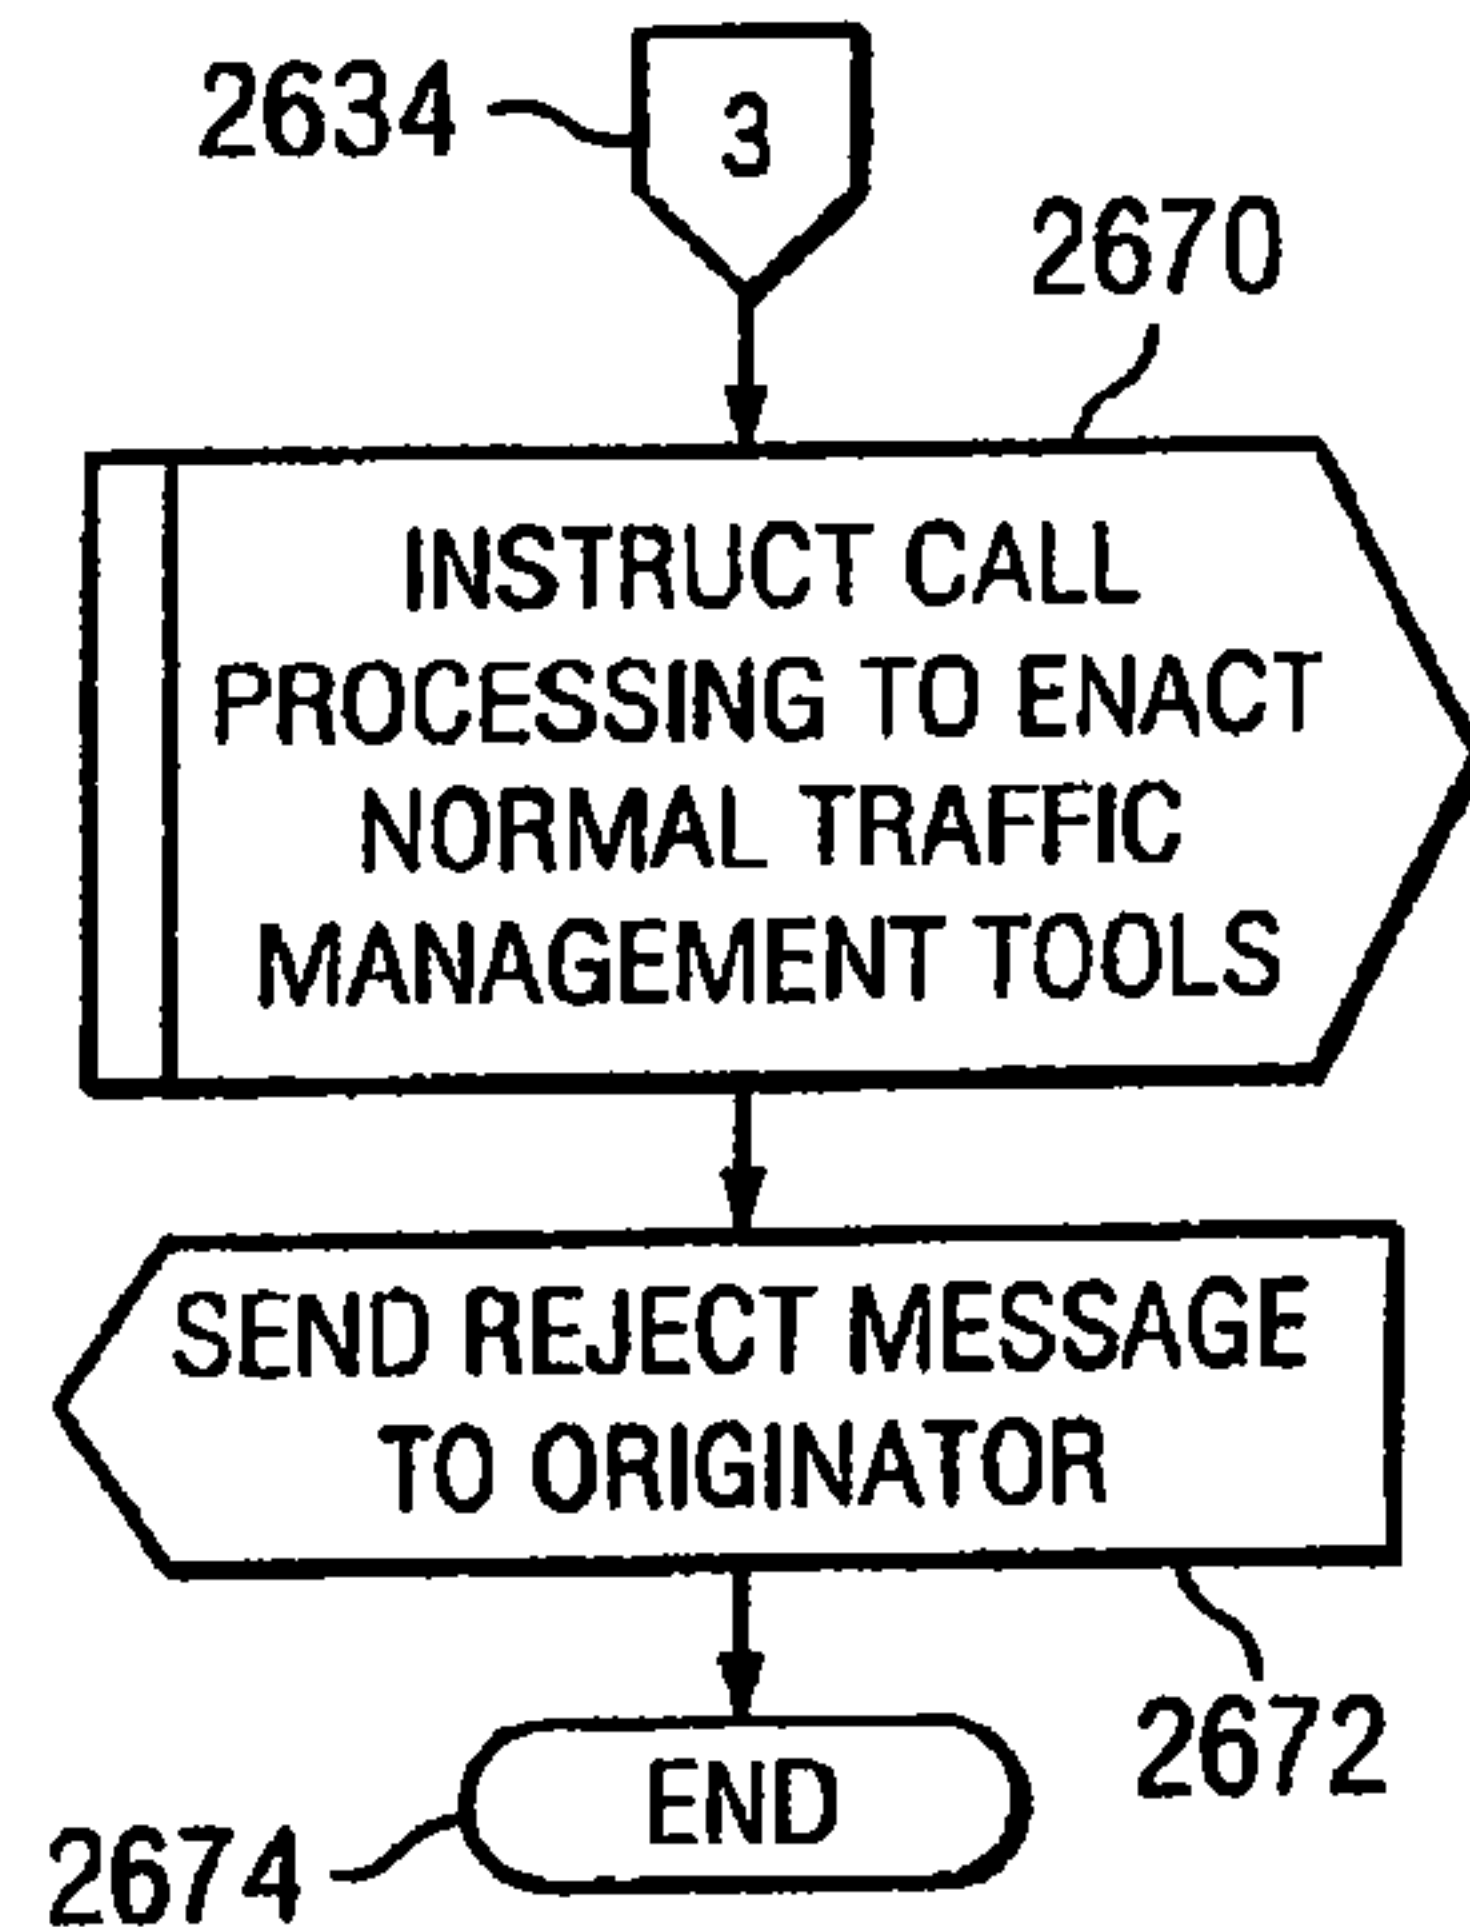 2634
3
2670
INSTRUCT CALL
PROCESSING TO ENACT
NORMAL TRAFFIC
MANAGEMENT TOOLS
SEND REJECT MESSAGE
TO ORIGINATOR
2672
END
2674